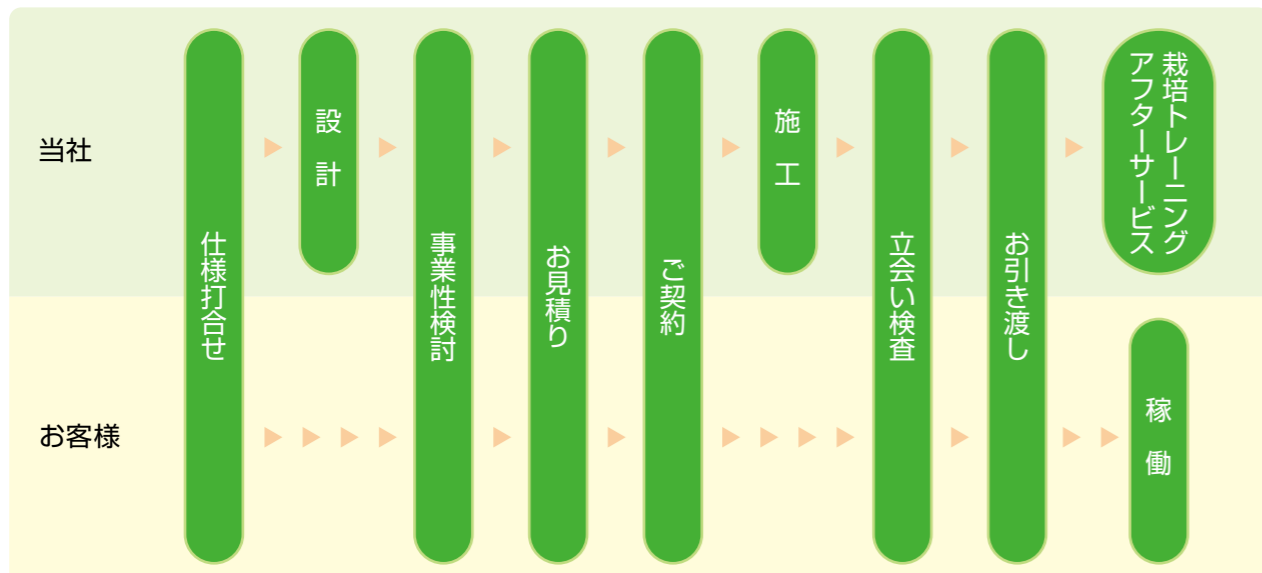 当社
お客様
仕様打合せ
設計
事業性検討
お見積り
ご契約
施工
立会い検査
お引き渡し
栽培トレーニング
アフターサービス
稼働